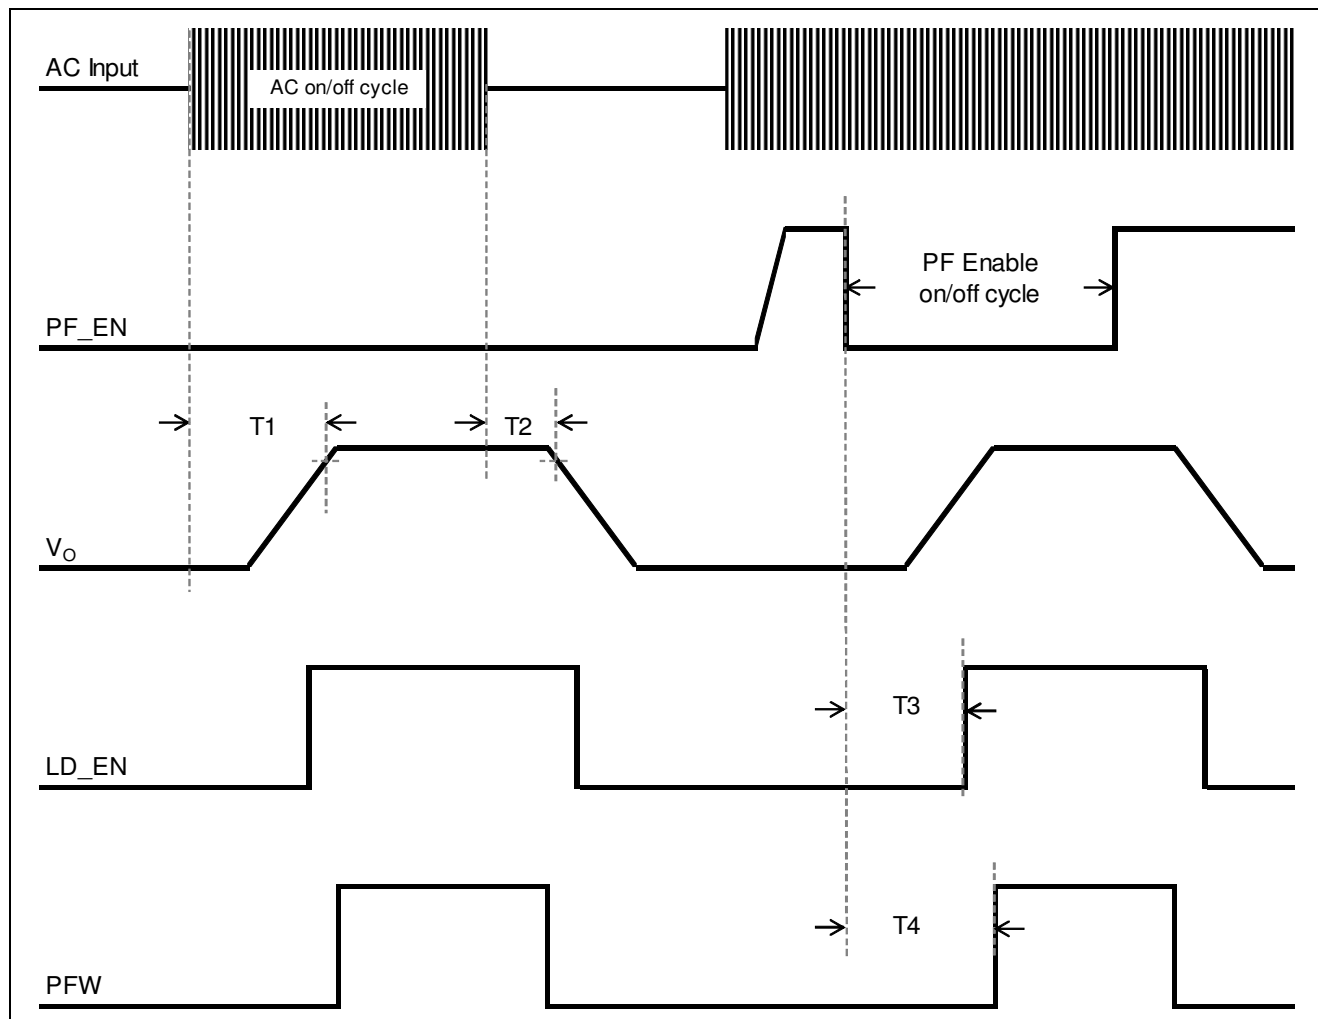 AC Input
AC on/off cycle
PF_EN
PF Enable
on/off cycle
T1
T2
VO
T3
LD_EN
T4
PFW